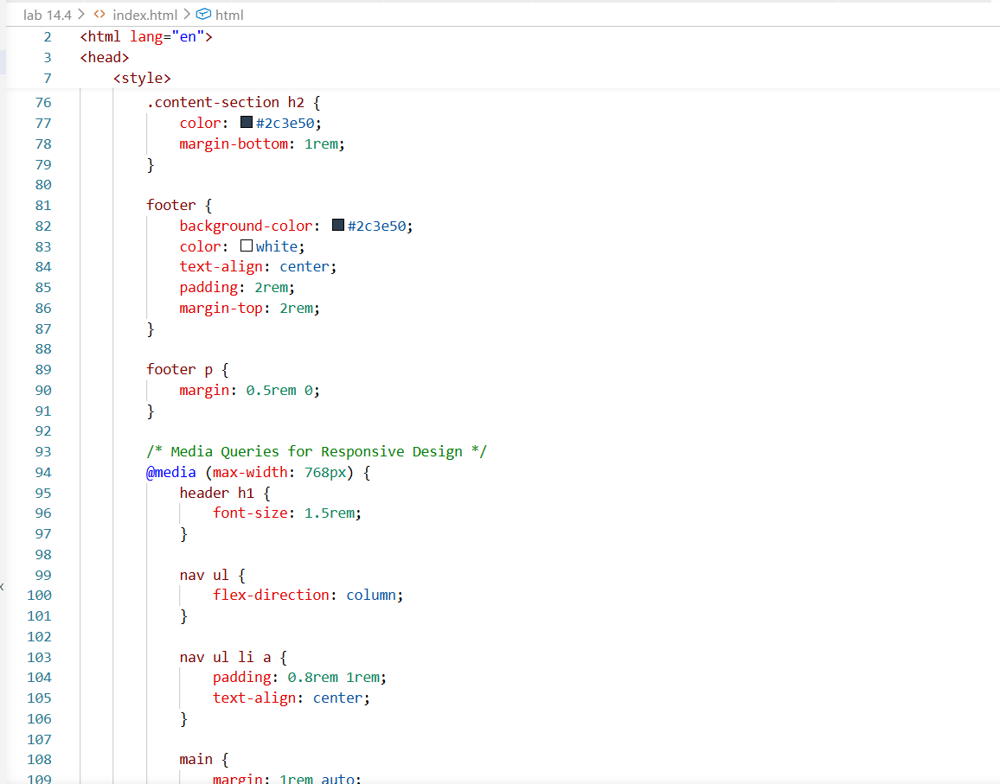 lab 14.4 > <> index.html > html
2 <html lang="en">
3 <head>
7 <style>
76 .content-section h2 {
77 color: #2c3e50;
78 margin-bottom: 1rem;
79 }
80
81 footer {
82 background-color: #2c3e50;
83 color: white;
84 text-align: center;
85 padding: 2rem;
86 margin-top: 2rem;
87 }
88
89 footer p {
90 margin: 0.5rem 0;
91 }
92
93 /* Media Queries for Responsive Design */
94 @media (max-width: 768px) {
95 header h1 {
96 font-size: 1.5rem;
97 }
98
99 nav ul {
100 flex-direction: column;
101 }
102
103 nav ul li a {
104 padding: 0.8rem 1rem;
105 text-align: center;
106 }
107
108 main {
109 margin: 1rem auto;